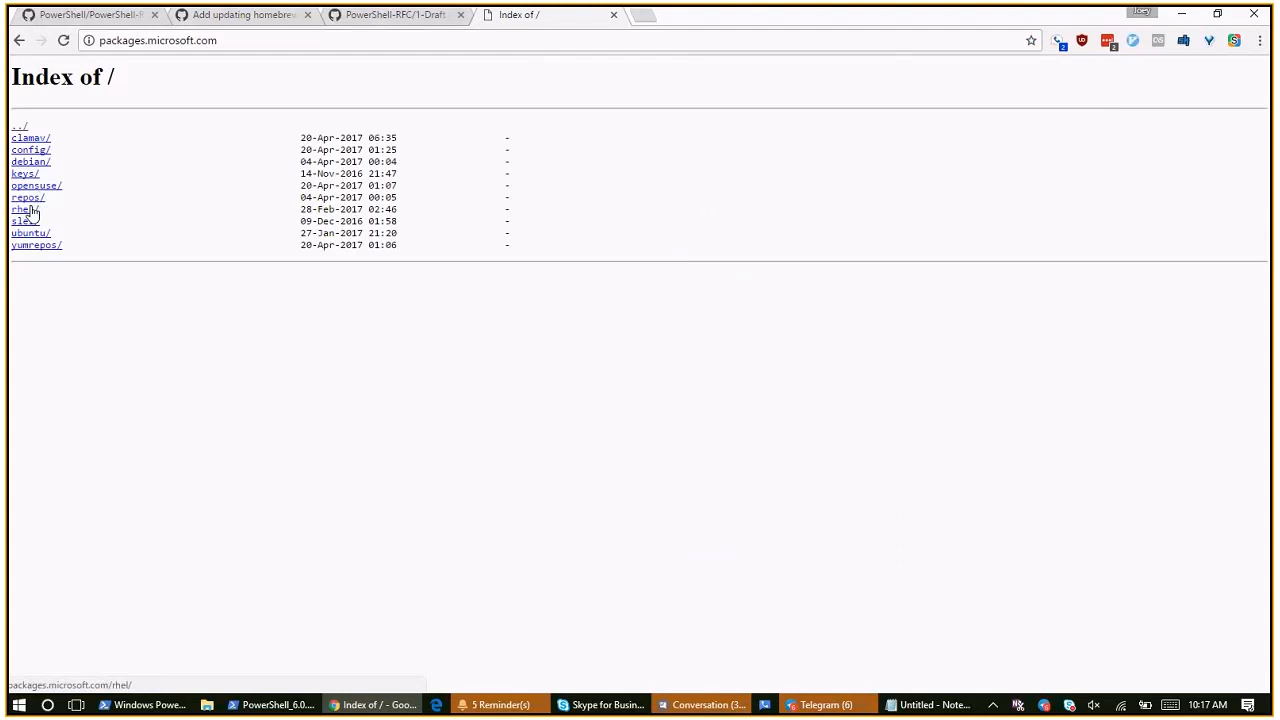 PowerShell/PowerShell-R
Add updating homebrew
PowerShell-RFC/1-Draft
Index of /
Joey
packages.microsoft.com
2
2
Index of /
../
clamav/ 20-Apr-2017 06:35 -
config/ 20-Apr-2017 01:25 -
debian/ 04-Apr-2017 00:04 -
keys/ 14-Nov-2016 21:47 -
opensuse/ 20-Apr-2017 01:07 -
repos/ 04-Apr-2017 00:05 -
rhel/ 28-Feb-2017 02:46 -
sles/ 09-Dec-2016 01:58 -
ubuntu/ 27-Jan-2017 21:20 -
yumrepos/ 20-Apr-2017 01:06 -
packages.microsoft.com/rhel/
Windows Powe...
PowerShell_6.0....
Index of / - Goo...
5 Reminder(s)
Skype for Busin...
Conversation (3...
Telegram (6)
Untitled - Note...
10:17 AM